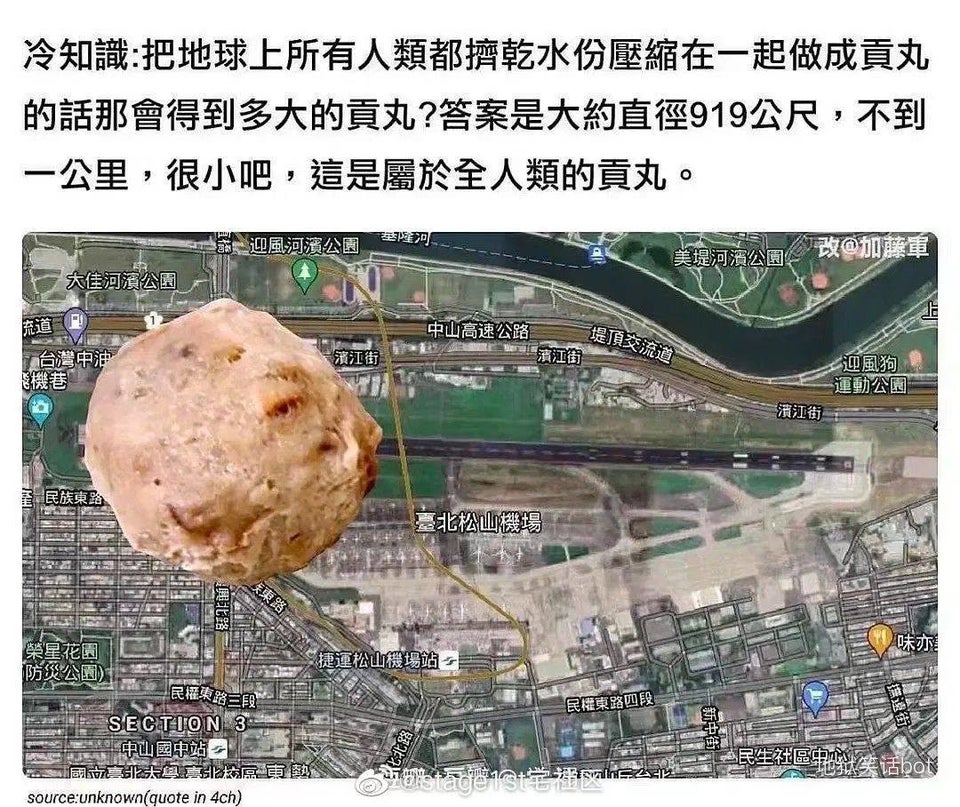 冷知識:把地球上所有人類都擠乾水份壓縮在一起做成貢丸
的話那會得到多大的貢丸?答案是大約直徑919公尺，不到
一公里，很小吧，這是屬於全人類的貢丸。
迎風河濱公園
基隆河
改@加藤軍
美堤河濱公園
大佳河濱公園
流道
1
中山高速公路
堤頂交流道
上
台灣中油
濱江街
濱江街
迎風狗
運動公園
機巷
濱江街
民族東路
臺北松山機場
族東路
興北路
榮星花園
防災公園)
捷運松山機場站
味亦
民權東路三段
民權東路四段
SECTION 3
撫遠街
新中街
中山國中站
北路
民生社區中心
國立臺北大學臺北校區
東勢
@stage1st宅社区
地狱笑话bot
source:unknown(quote in 4ch)